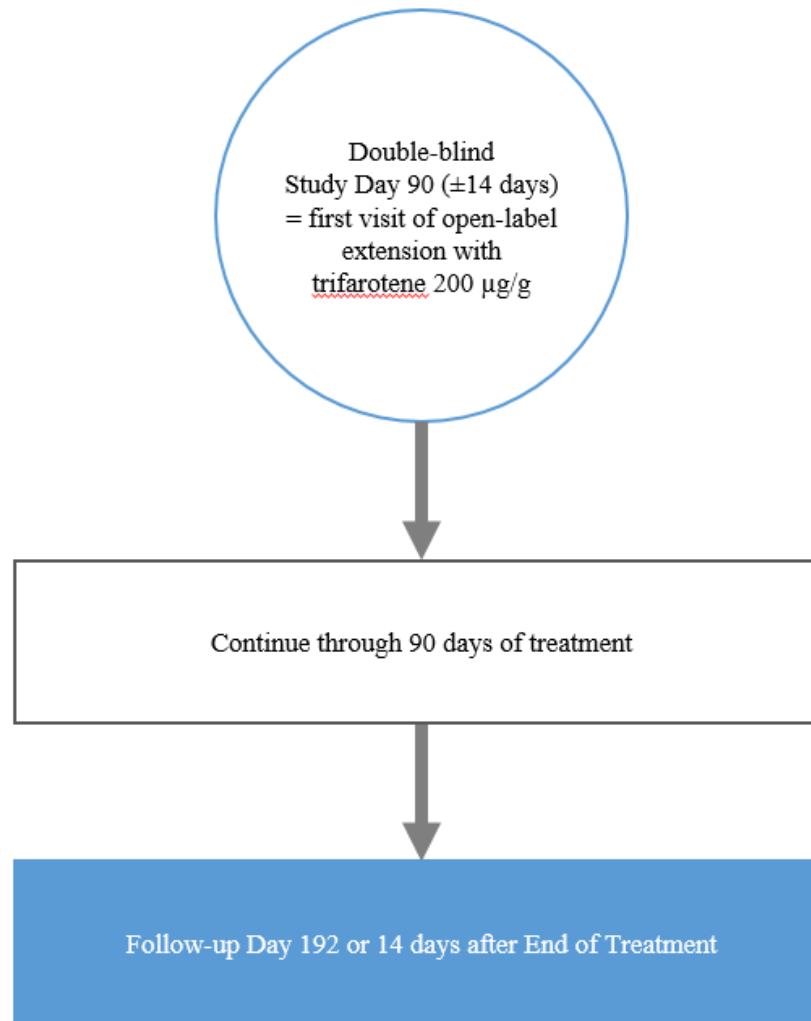 Double-blind
Study Day 90 (±14 days)
= first visit of open-label
extension with
trifarotene 200 µg/g
Continue through 90 days of treatment
Follow-up Day 192 or 14 days after End of Treatment